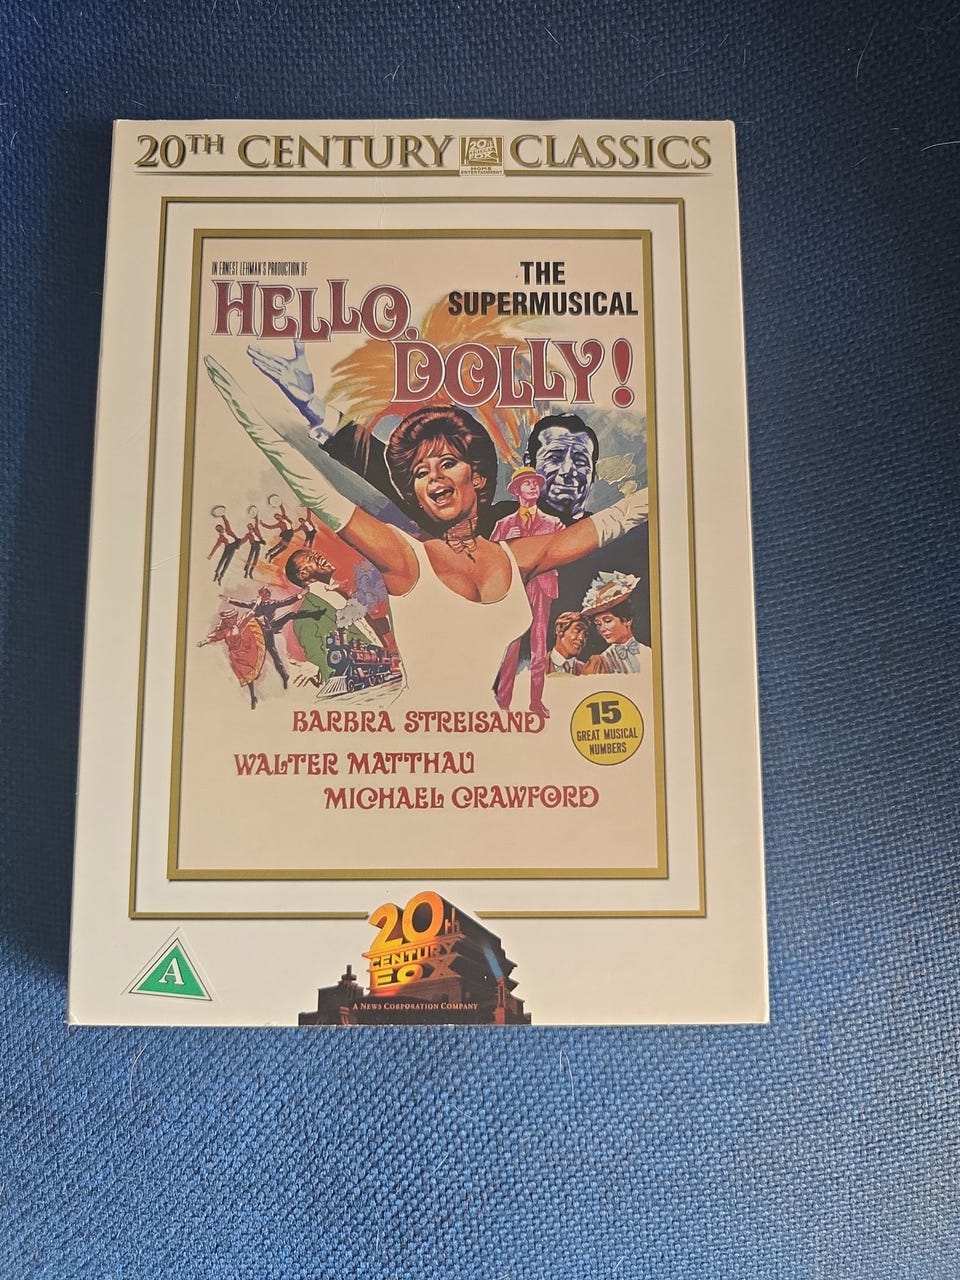 20TH CENTURY 20TH CENTURY FOX HOME ENTERTAINMENT CLASSICS
IN ERNEST LEHMAN'S PRODUCTION OF
HELLO,
DOLLY!
THE
SUPERMUSICAL
BARBRA STREISAND
WALTER MATTHAU
MICHAEL CRAWFORD
15
GREAT MUSICAL
NUMBERS
A
20th
CENTURY
FOX
A NEWS CORPORATION COMPANY